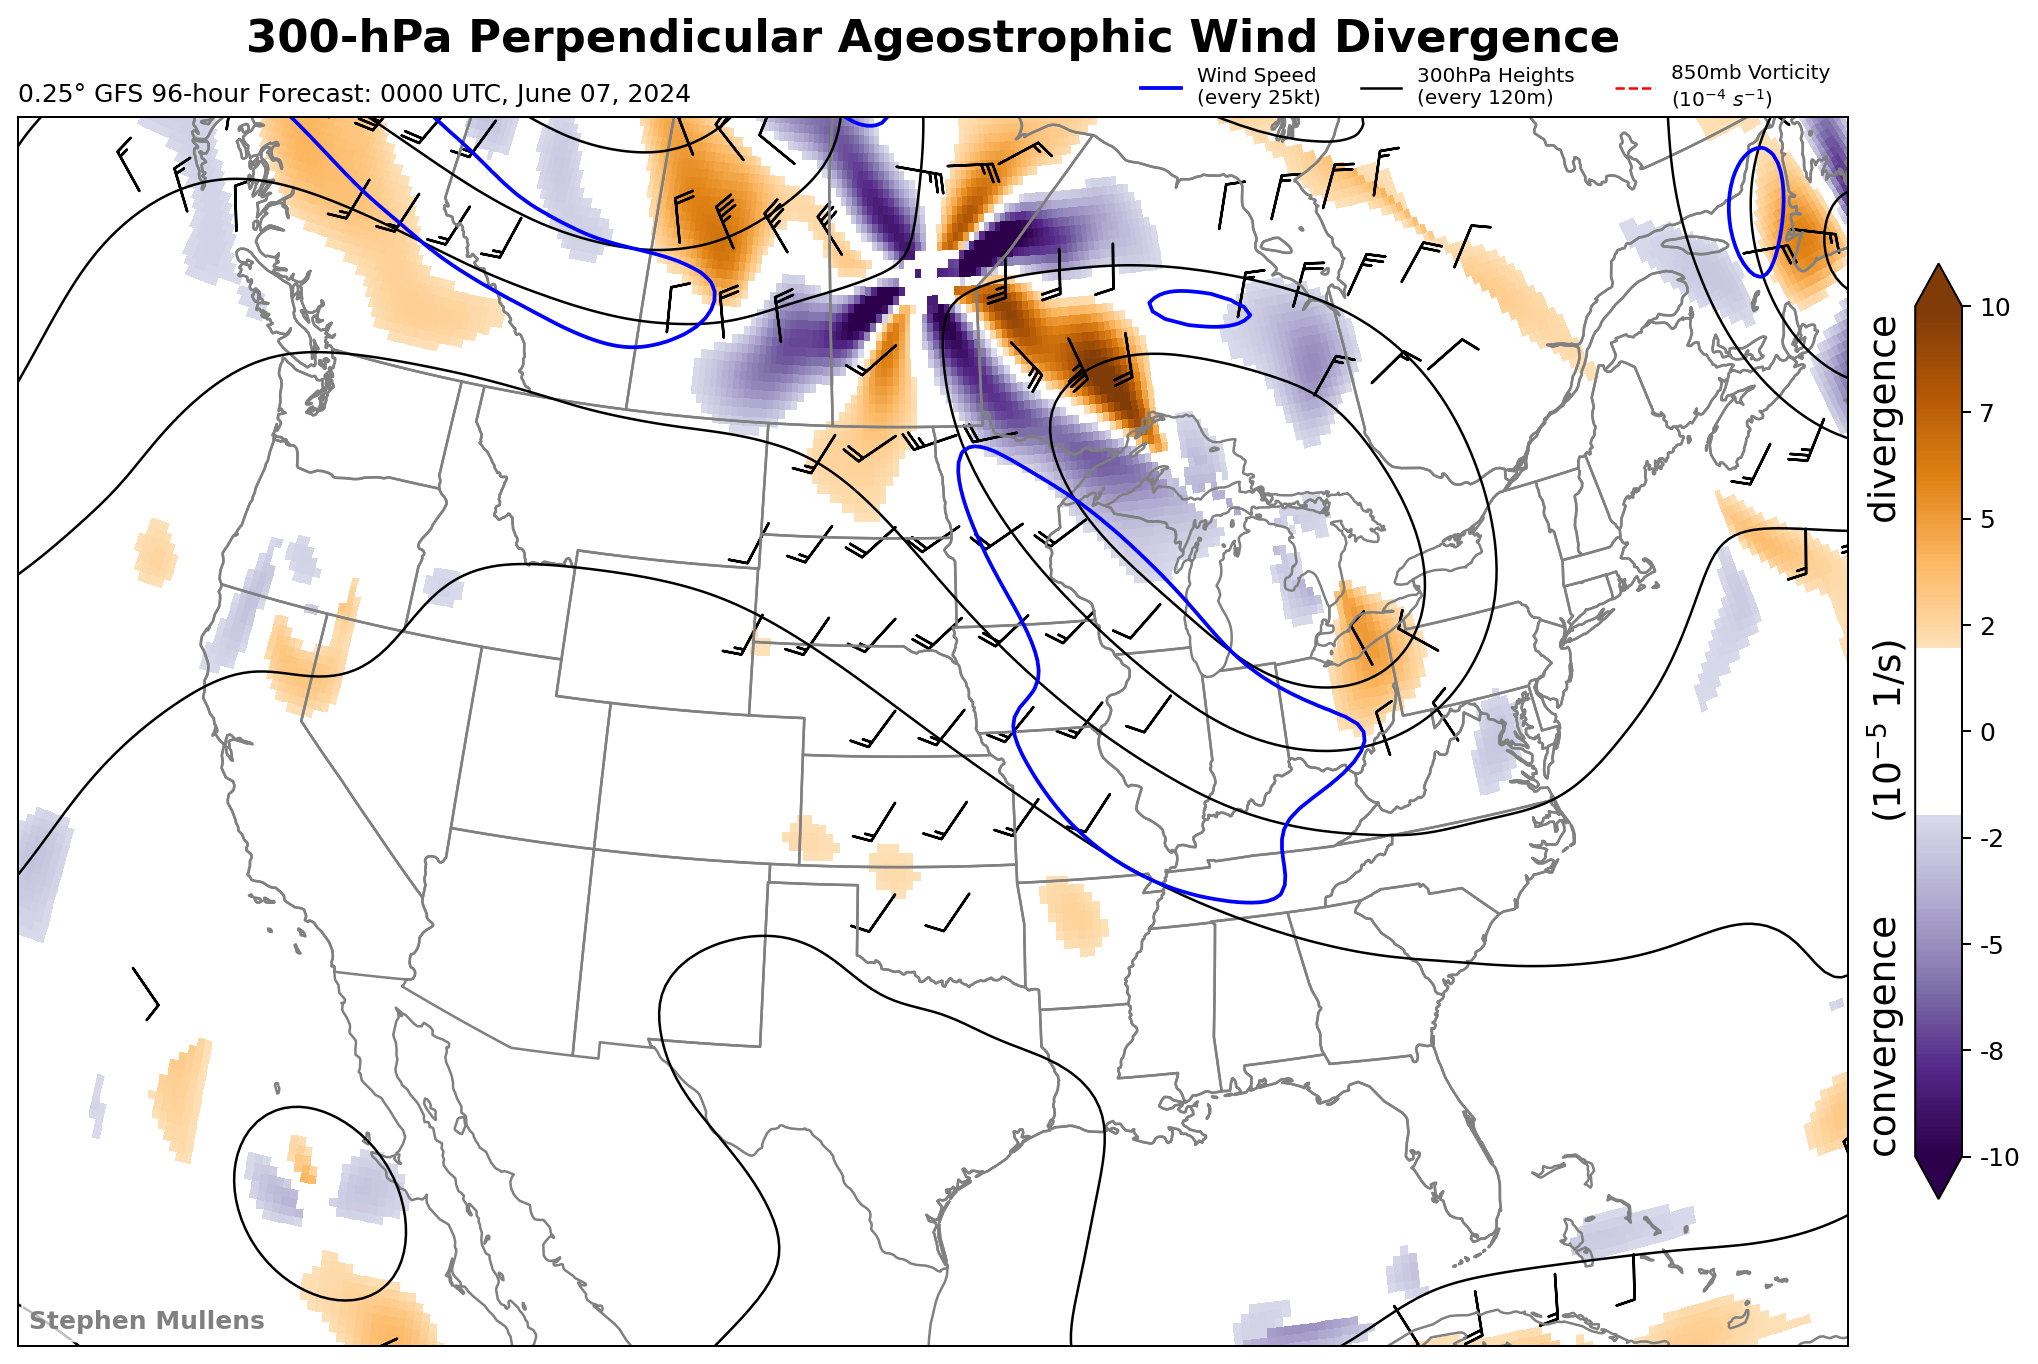 300-hPa Perpendicular Ageostrophic Wind Divergence
0.25° GFS 96-hour Forecast: 0000 UTC, June 07, 2024
Wind Speed
(every 25kt)
300hPa Heights
(every 120m)
850mb Vorticity
(10⁻⁴ s⁻¹)
10
7
5
2
0
-2
-5
-8
-10
convergence (10⁻⁵ 1/s) divergence
Stephen Mullens